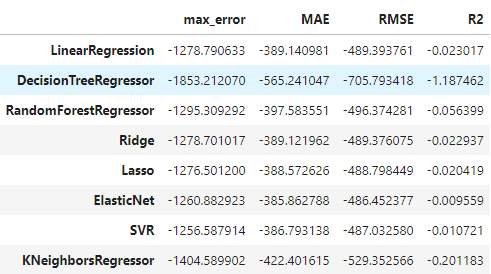 max_error MAE RMSE R2
LinearRegression -1278.790633 -389.140981 -489.393761 -0.023017
DecisionTreeRegressor -1853.212070 -565.241047 -705.793418 -1.187462
RandomForestRegressor -1295.309292 -397.583551 -496.374281 -0.056399
Ridge -1278.701017 -389.121962 -489.376075 -0.022937
Lasso -1276.501200 -388.572626 -488.798449 -0.020419
ElasticNet -1260.882923 -385.862788 -486.452377 -0.009559
SVR -1256.587914 -386.793138 -487.032580 -0.010721
KNeighborsRegressor -1404.589902 -422.401615 -529.352566 -0.201183